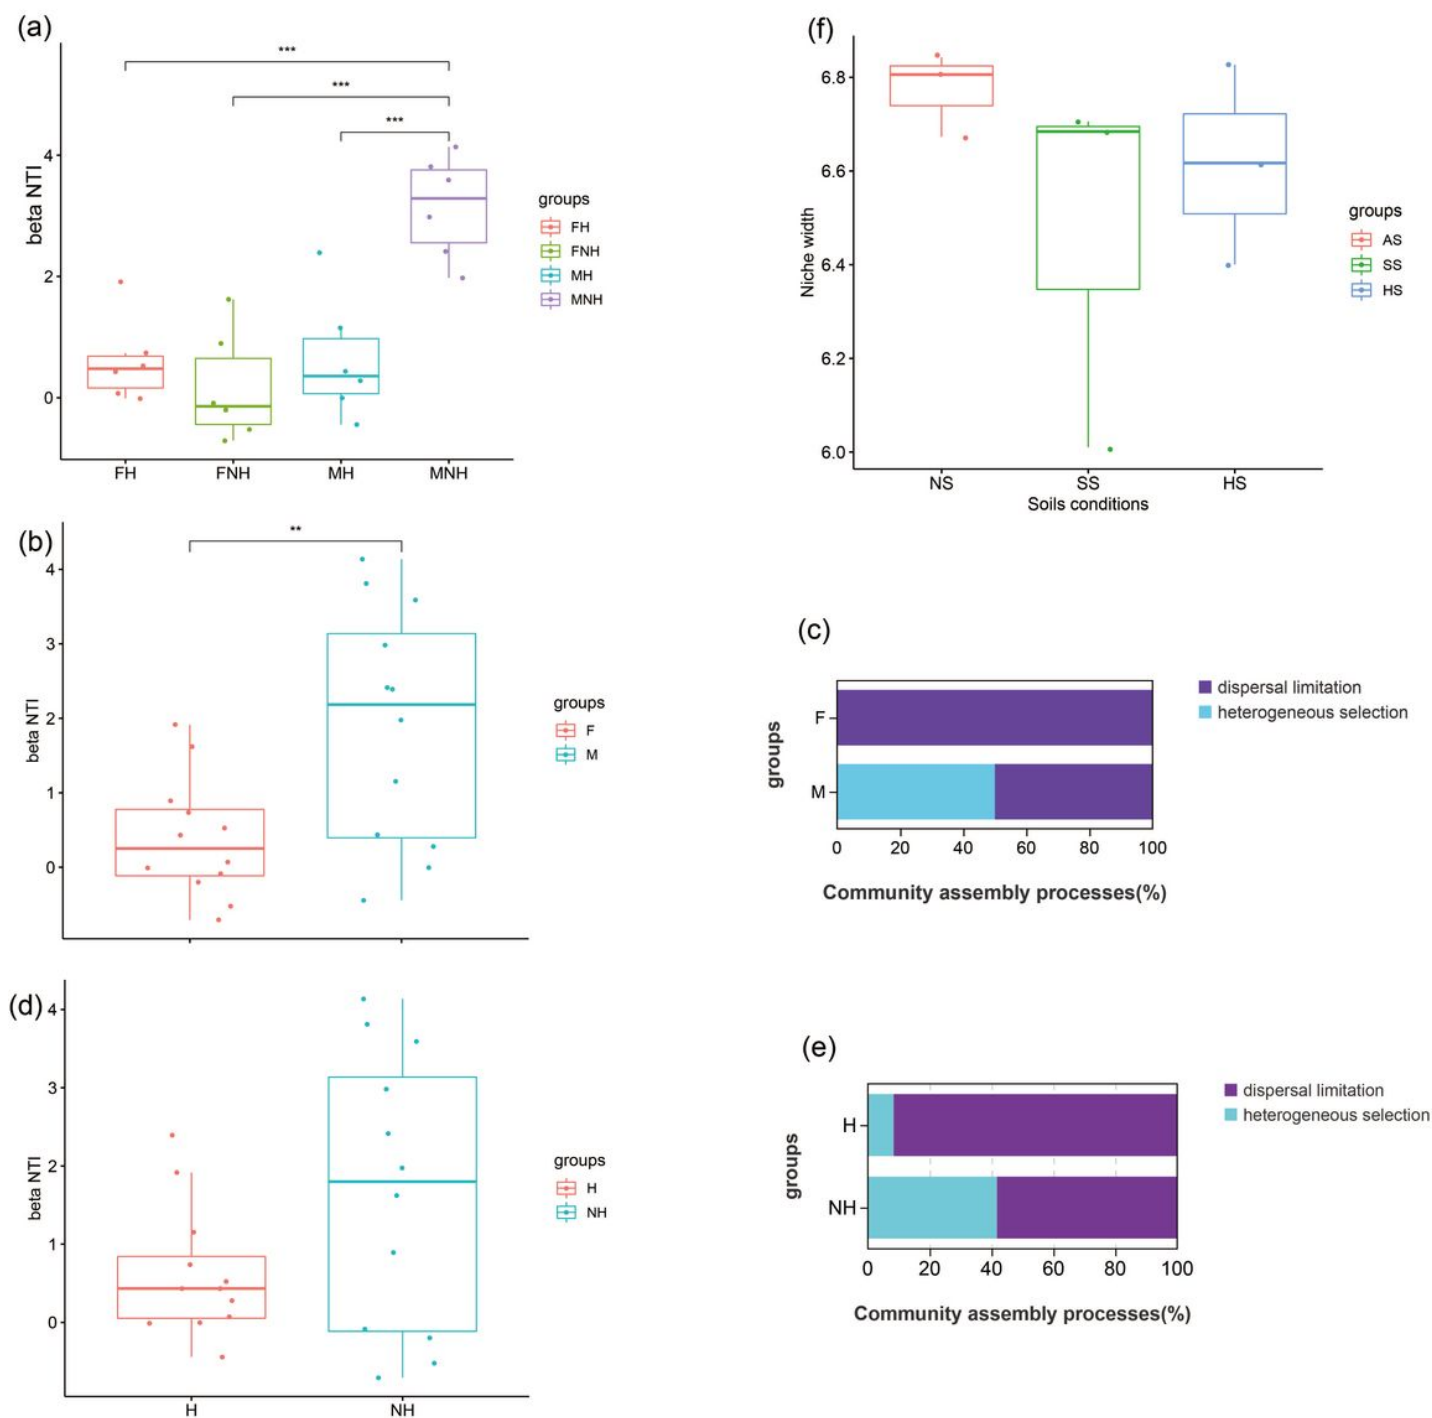 (a)
***
***
***
beta NTI
4
2
0
FH FNH MH MNH
groups
FH
FNH
MH
MNH
(f)
Niche width
6.8
6.6
6.4
6.2
6.0
NS SS HS
Soils conditions
groups
AS
SS
HS
(b)
**
beta NTI
4
3
2
1
0
groups
F
M
(c)
groups
F
M
0 20 40 60 80 100
Community assembly processes(%)
dispersal limitation
heterogeneous selection
(d)
beta NTI
4
3
2
1
0
H NH
groups
H
NH
(e)
groups
H
NH
0 20 40 60 80 100
Community assembly processes(%)
dispersal limitation
heterogeneous selection